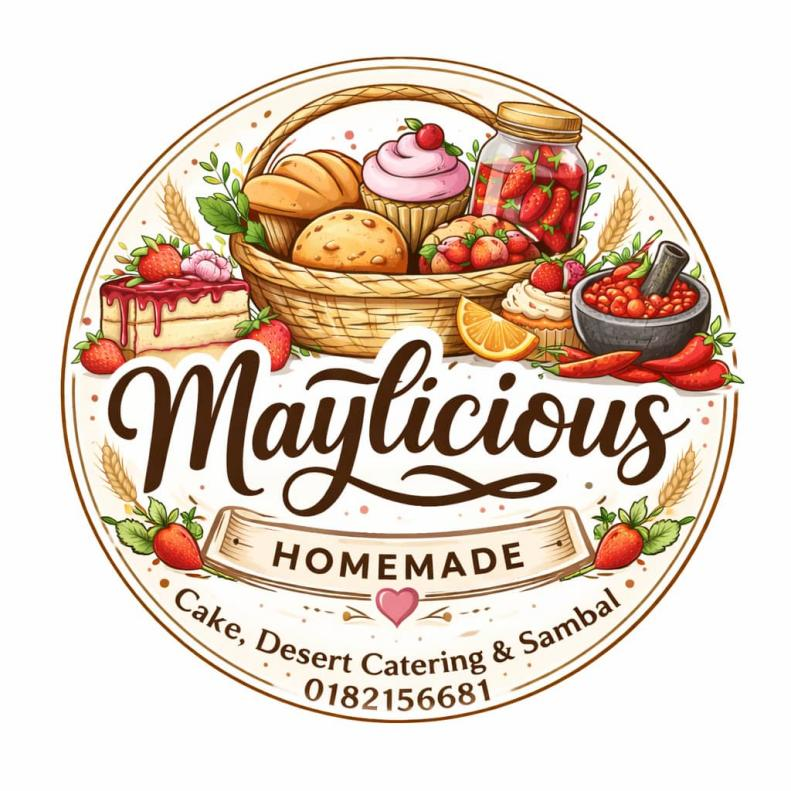 Maylicious
HOMEMADE
Cake, Desert Catering & Sambal
0182156681